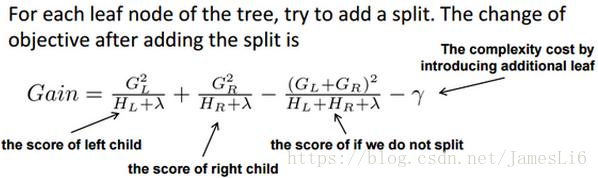 For each leaf node of the tree, try to add a split. The change of
objective after adding the split is
The complexity cost by
introducing additional leaf
Gain = \frac{G_L^2}{H_L+λ} + \frac{G_R^2}{H_R+λ} − \frac{(G_L+G_R)^2}{H_L+H_R+λ} − γ
the score of left child
the score of if we do not split
the score of right child
https://blog.csdn.net/JamesLi6